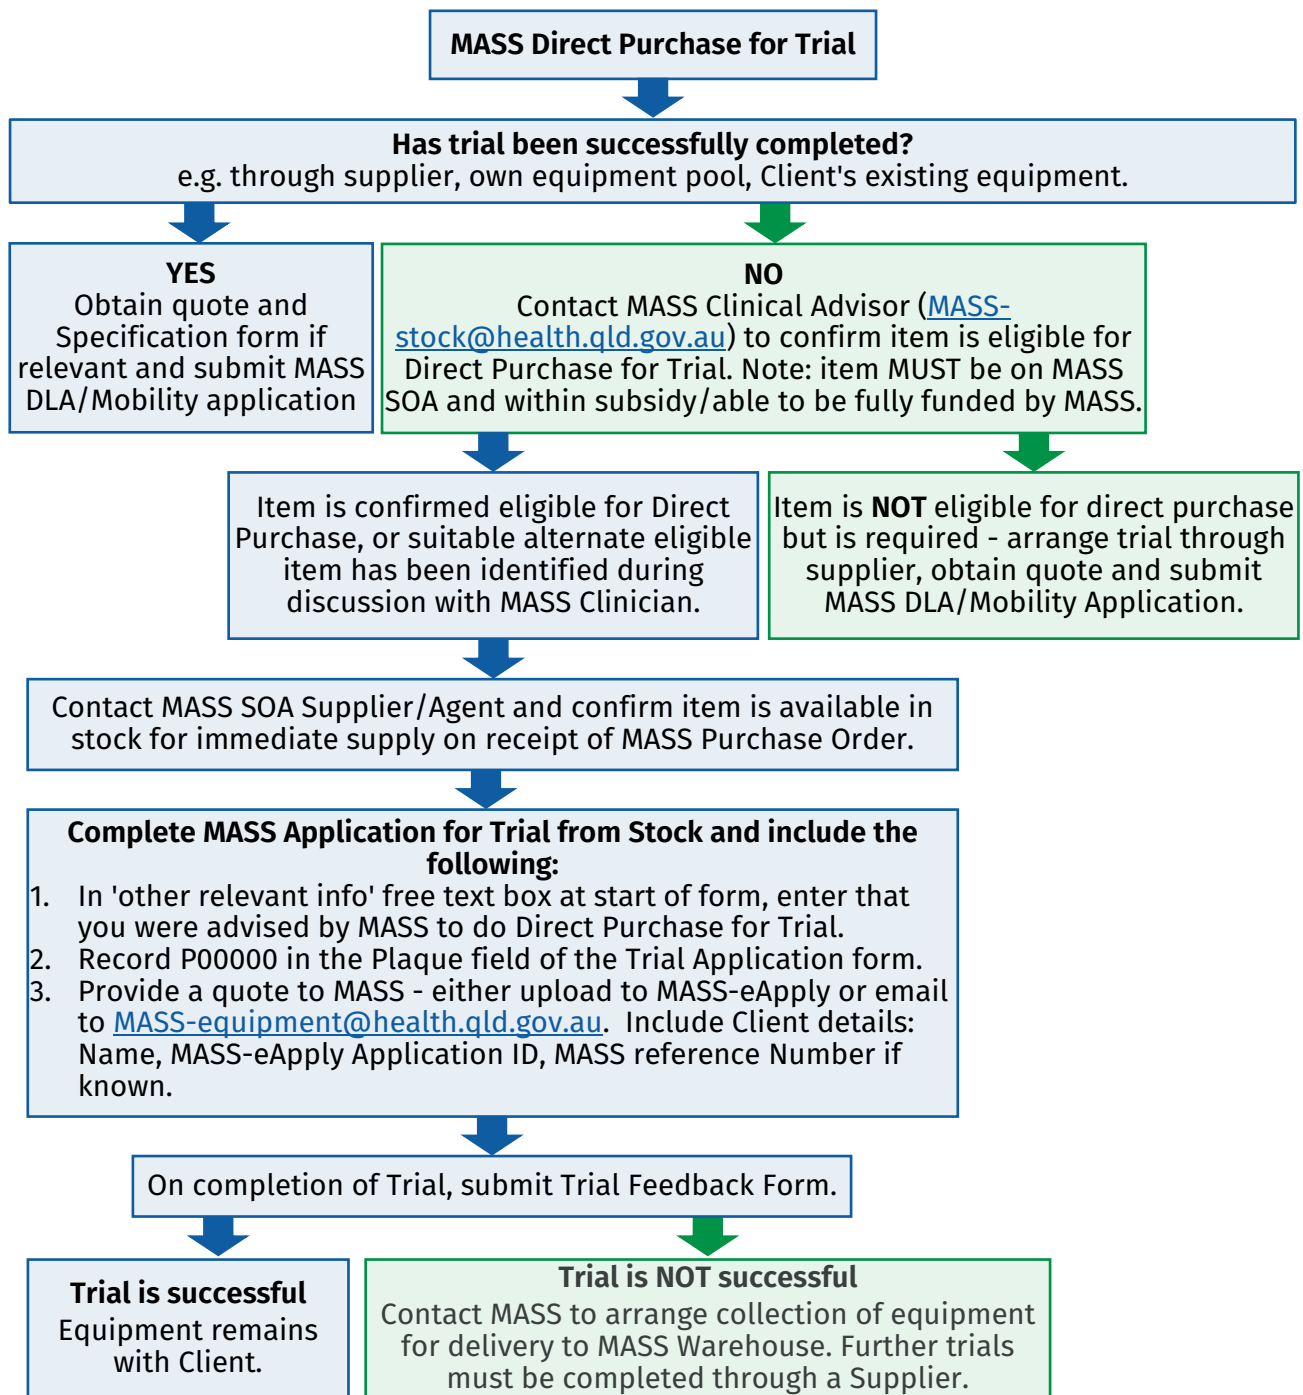 MASS Direct Purchase for Trial
Has trial been successfully completed?
e.g. through supplier, own equipment pool, Client's existing equipment.
YES
Obtain quote and
Specification form if
relevant and submit MASS
DLA/Mobility application
NO
Contact MASS Clinical Advisor (MASS-
stock@health.qld.gov.au) to confirm item is eligible for
Direct Purchase for Trial. Note: item MUST be on MASS
SOA and within subsidy/able to be fully funded by MASS.
Item is confirmed eligible for Direct
Purchase, or suitable alternate eligible
item has been identified during
discussion with MASS Clinician.
Item is NOT eligible for direct purchase
but is required - arrange trial through
supplier, obtain quote and submit
MASS DLA/Mobility Application.
Contact MASS SOA Supplier/Agent and confirm item is available in
stock for immediate supply on receipt of MASS Purchase Order.
Complete MASS Application for Trial from Stock and include the
following:
1. In 'other relevant info' free text box at start of form, enter that
you were advised by MASS to do Direct Purchase for Trial.
2. Record P00000 in the Plaque field of the Trial Application form.
3. Provide a quote to MASS - either upload to MASS-eApply or email
to MASS-equipment@health.qld.gov.au. Include Client details:
Name, MASS-eApply Application ID, MASS reference Number if
known.
On completion of Trial, submit Trial Feedback Form.
Trial is successful
Equipment remains
with Client.
Trial is NOT successful
Contact MASS to arrange collection of equipment
for delivery to MASS Warehouse. Further trials
must be completed through a Supplier.